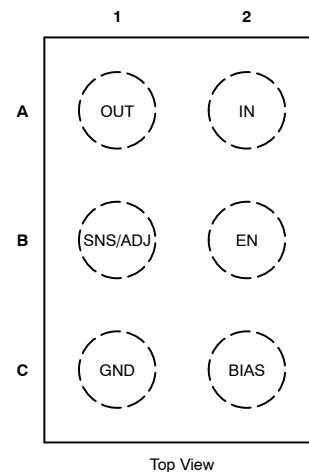 1 2
A OUT IN
B SNS/ADJ EN
C GND BIAS
Top View